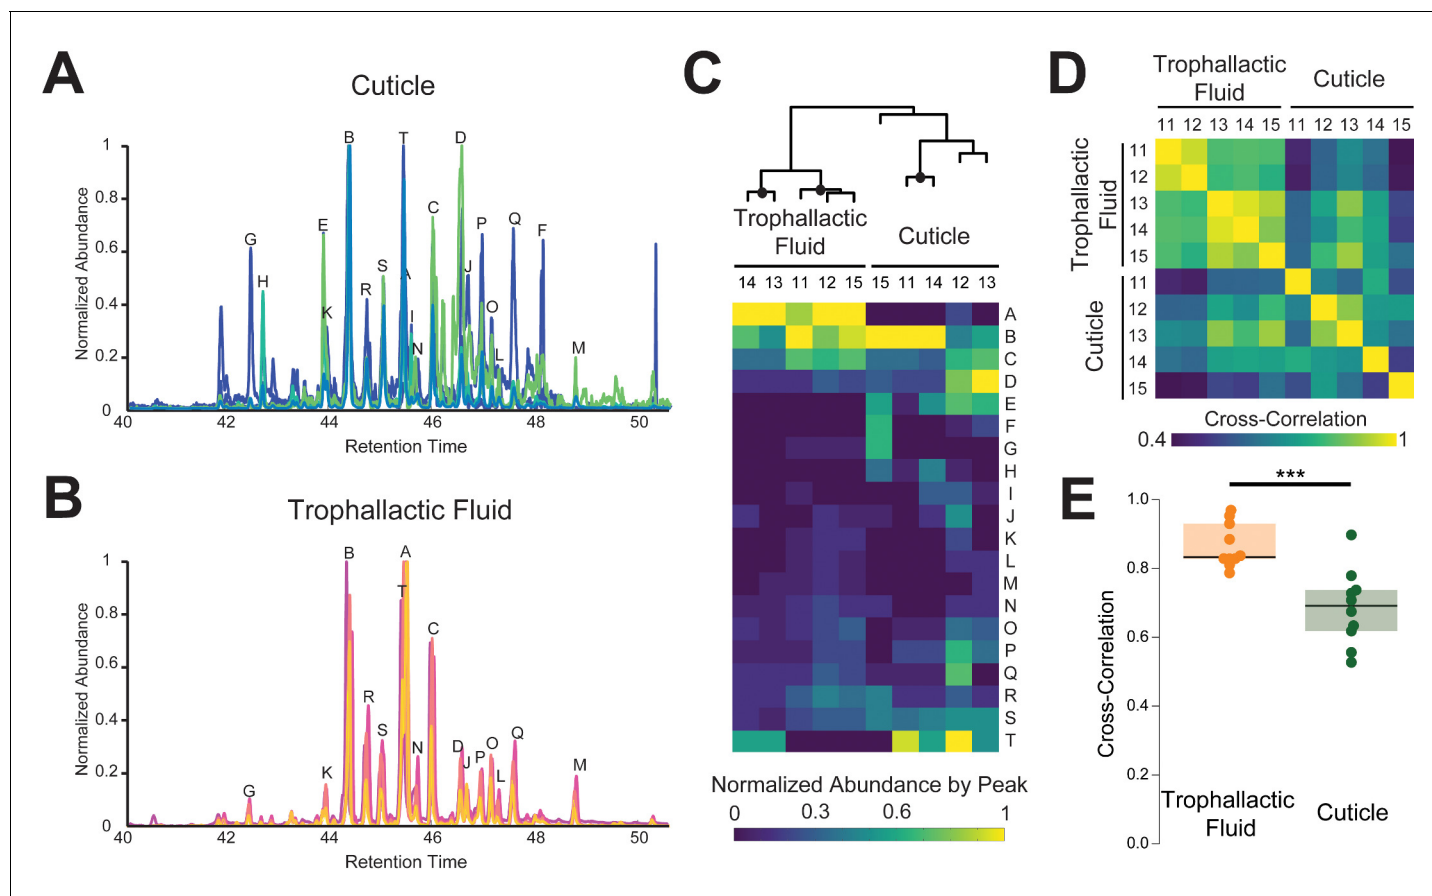 A
Cuticle
B
T
D
C
E
G
P
Q
F
H
S
A
J
K
R
I
O
N
L
M
1
0.8
0.6
0.4
0.2
0
Normalized Abundance
40
42
44
46
48
50
Retention Time
B
Trophallactic Fluid
B
A
T
C
R
S
N
D
J
P
O
L
Q
K
G
M
1
0.8
0.6
0.4
0.2
0
Normalized Abundance
40
42
44
46
48
50
Retention Time
C
Trophallactic
Fluid
Cuticle
14 13 11 12 15 15 11 14 12 13
A
B
C
D
E
F
G
H
I
J
K
L
M
N
O
P
Q
R
S
T
Normalized Abundance by Peak
0 0.3 0.6 1
D
Trophallactic
Fluid
Cuticle
11 12 13 14 15 11 12 13 14 15
Trophallactic
Fluid
11
12
13
14
15
Cuticle
11
12
13
14
15
Cross-Correlation
0.4 1
E
***
1.0
0.8
0.6
0.4
0.2
0.0
Cross-Correlation
Trophallactic
Fluid
Cuticle